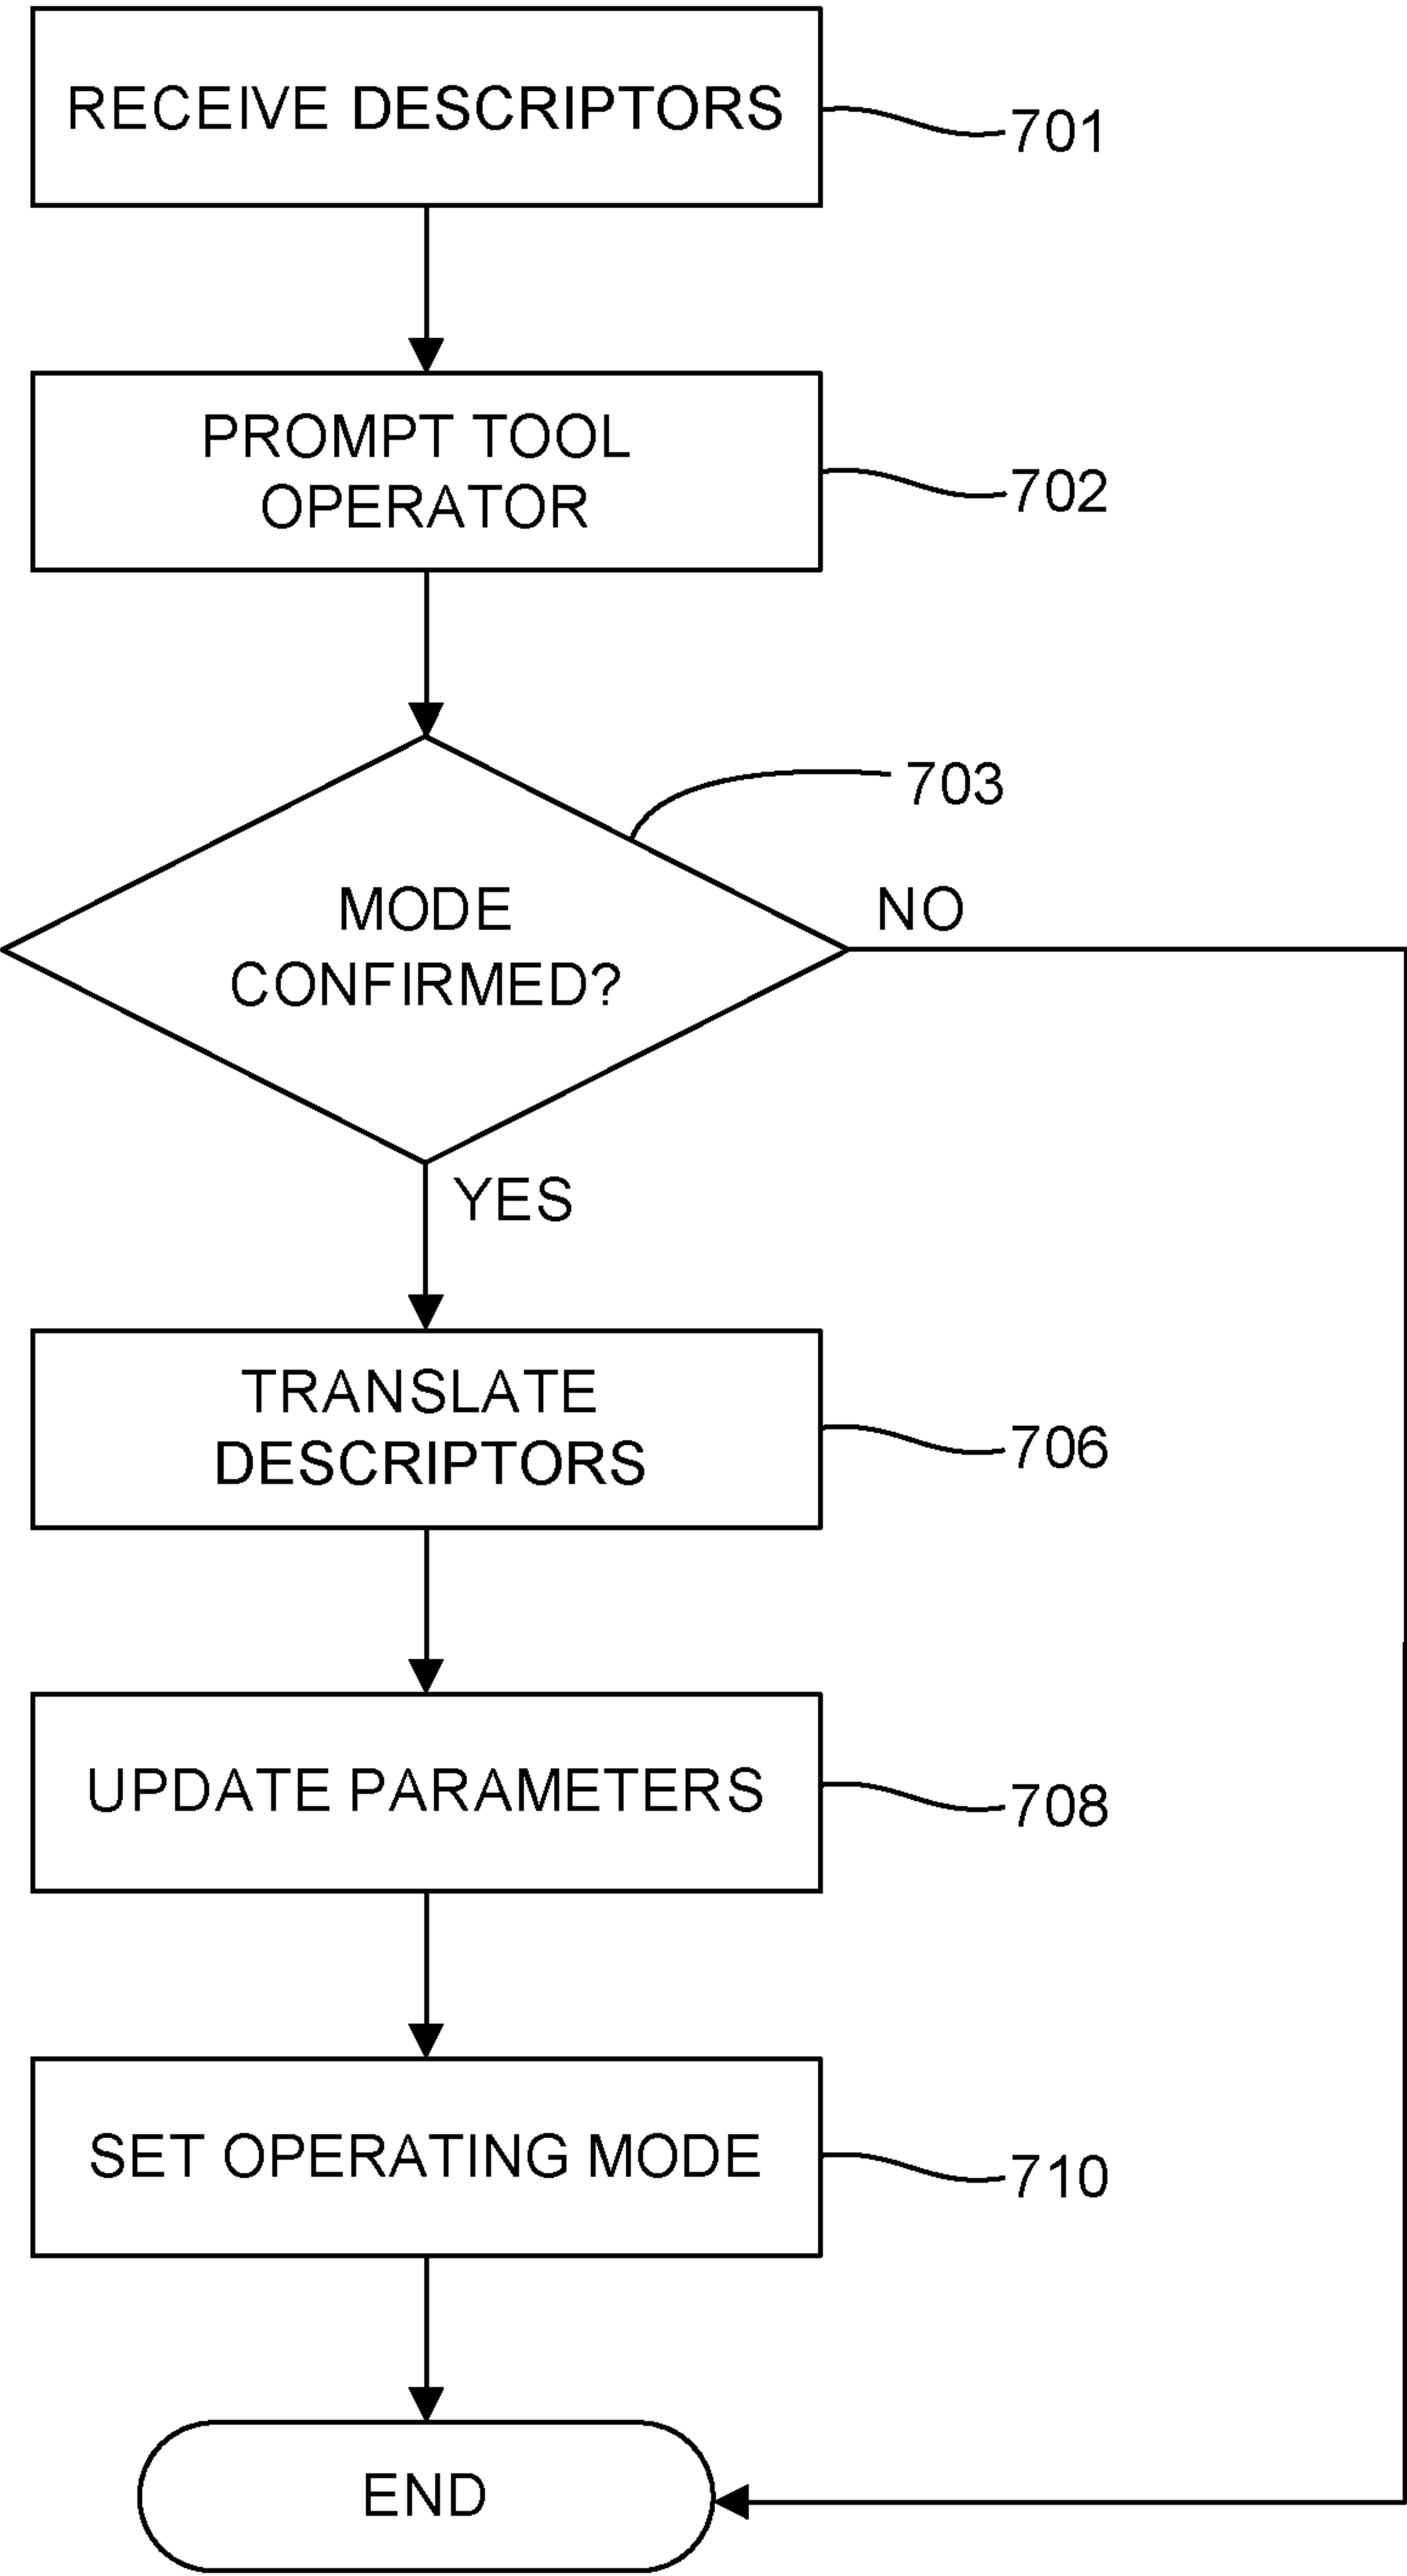 RECEIVE DESCRIPTORS
701
PROMPT TOOL
OPERATOR
702
703
MODE
CONFIRMED?
NO
YES
TRANSLATE
DESCRIPTORS
706
UPDATE PARAMETERS
708
SET OPERATING MODE
710
END